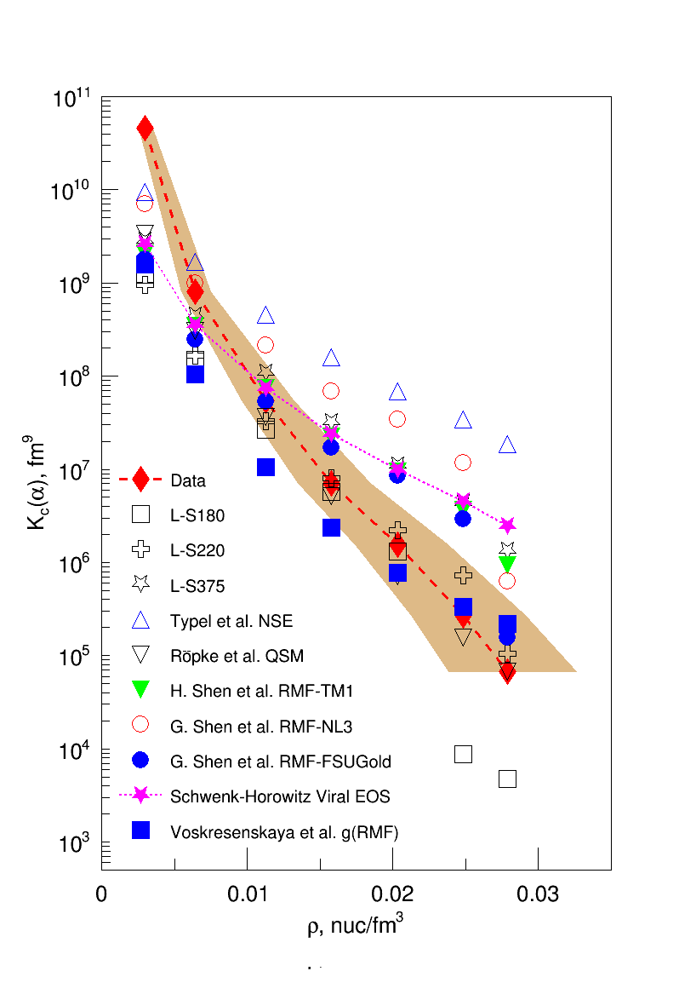 10¹¹
10¹⁰
10⁹
10⁸
10⁷
10⁶
10⁵
10⁴
10³
K_c(α), fm⁹
Data
L-S180
L-S220
L-S375
Typel et al. NSE
Röpke et al. QSM
H. Shen et al. RMF-TM1
G. Shen et al. RMF-NL3
G. Shen et al. RMF-FSUGold
Schwenk-Horowitz Viral EOS
Voskresenskaya et al. g(RMF)
0 0.01 0.02 0.03
ρ, nuc/fm³